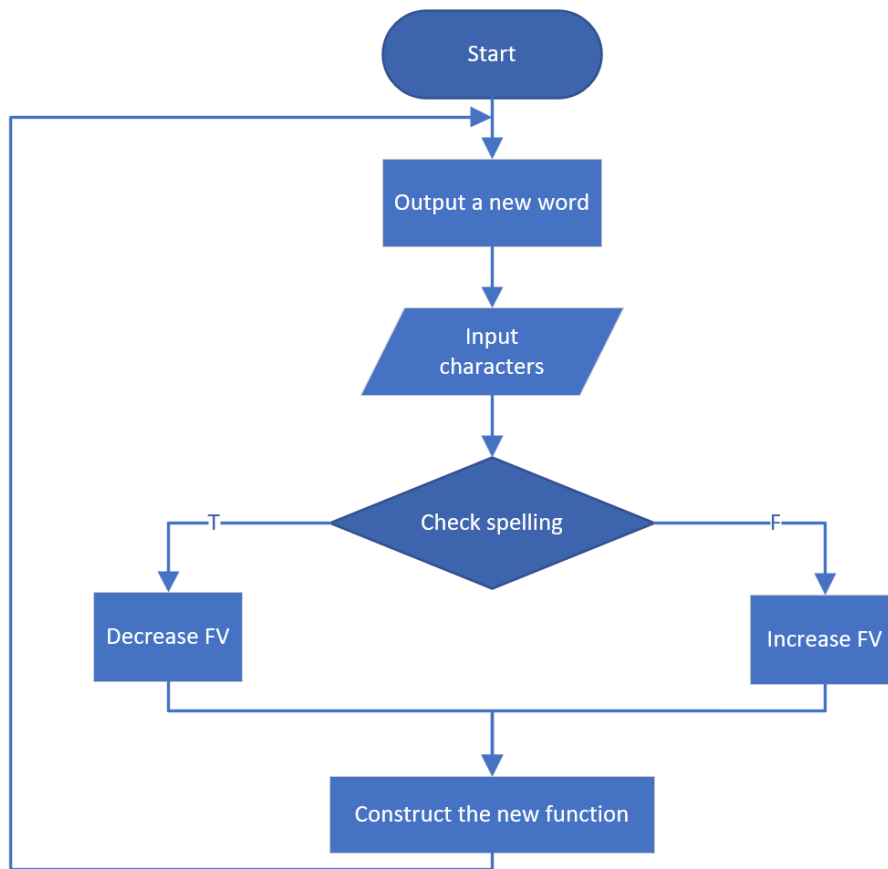 Start
Output a new word
Input
characters
Check spelling
T
F
Decrease FV
Increase FV
Construct the new function